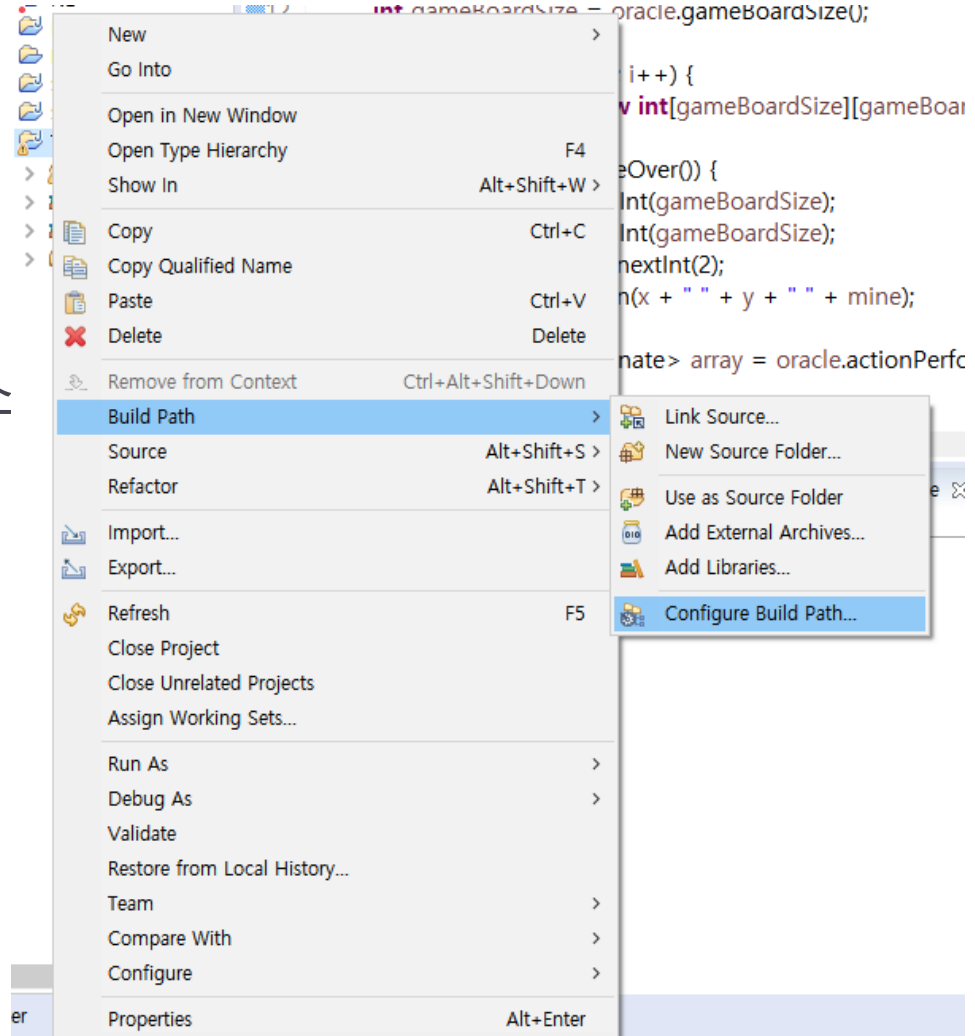 int gameBoardSize = oracle.gameBoardSize();
i++) {
int[gameBoardSize][gameBoar
eOver()) {
Int(gameBoardSize);
Int(gameBoardSize);
nextInt(2);
n(x + " " + y + " " + mine);
nate> array = oracle.actionPerfo
New
Go Into
Open in New Window
Open Type Hierarchy F4
Show In Alt+Shift+W >
Copy Ctrl+C
Copy Qualified Name
Paste Ctrl+V
Delete Delete
Remove from Context Ctrl+Alt+Shift+Down
Build Path
Source Alt+Shift+S >
Refactor Alt+Shift+T >
Import...
Export...
Refresh F5
Close Project
Close Unrelated Projects
Assign Working Sets...
Run As
Debug As
Validate
Restore from Local History...
Team
Compare With
Configure
Properties Alt+Enter
Link Source...
New Source Folder...
Use as Source Folder
Add External Archives...
Add Libraries...
Configure Build Path...
er